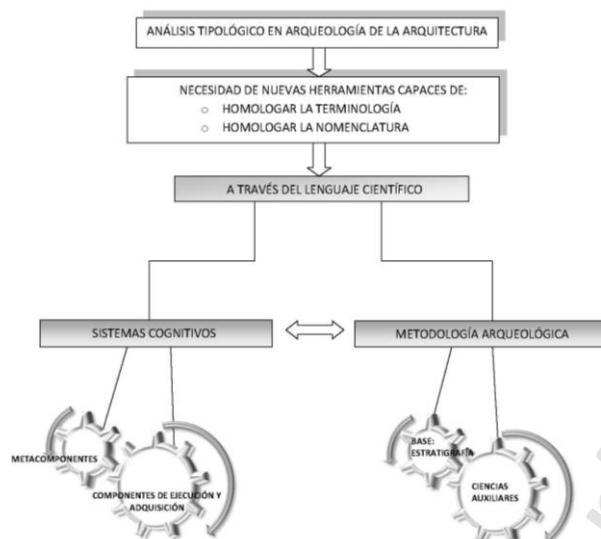 ANÁLISIS TIPOLÓGICO EN ARQUEOLOGÍA DE LA ARQUITECTURA
NECESIDAD DE NUEVAS HERRAMIENTAS CAPACES DE:
○ HOMOLOGAR LA TERMINOLOGÍA
○ HOMOLOGAR LA NOMENCLATURA
A TRAVÉS DEL LENGUAJE CIENTÍFICO
SISTEMAS COGNITIVOS
METODOLOGÍA ARQUEOLÓGICA
METACOMPONENTES
COMPONENTES DE EJECUCIÓN Y
ADQUISICIÓN
BASE:
ESTRATIGRAFÍA
CIENCIAS
AUXILIARES